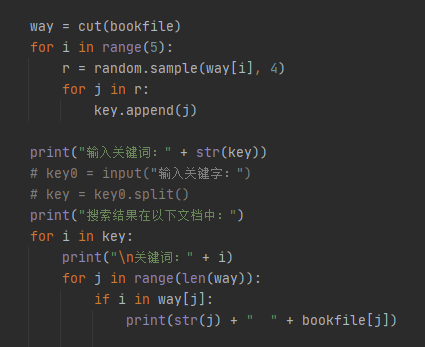 way = cut(bookfile)
for i in range(5):
    r = random.sample(way[i], 4)
    for j in r:
        key.append(j)

print("输入关键词：" + str(key))
# key0 = input("输入关键字：")
# key = key0.split()
print("搜索结果在以下文档中：")
for i in key:
    print("\n关键词：" + i)
    for j in range(len(way)):
        if i in way[j]:
            print(str(j) + "  " + bookfile[j])